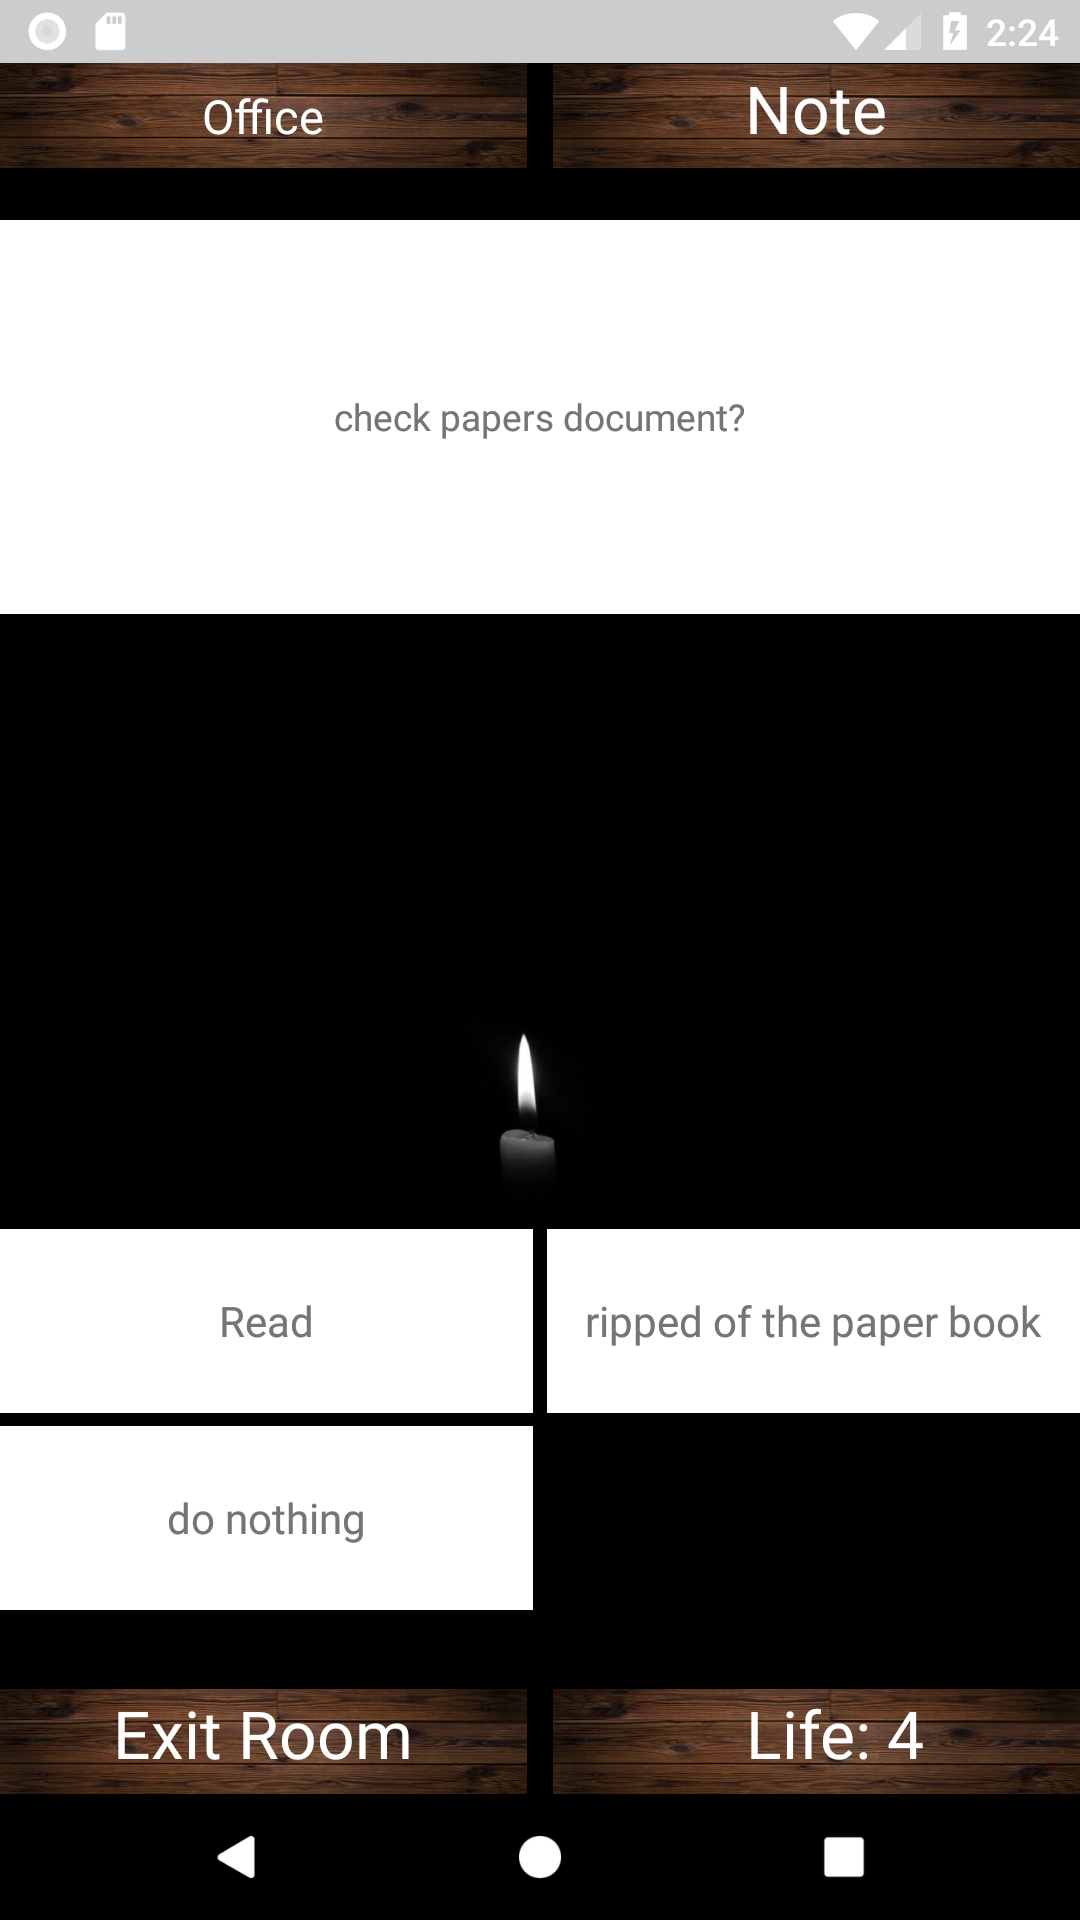 2:24
Office
Note
check papers document?
Read
ripped of the paper book
do nothing
Exit Room
Life: 4